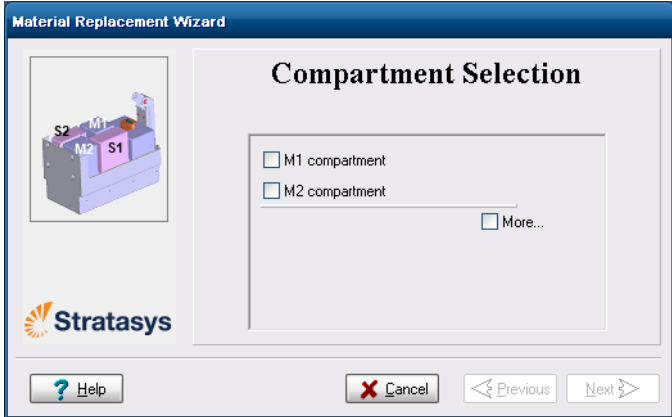 Material Replacement Wizard
Compartment Selection
S2
M1
M2
S1
M1 compartment
M2 compartment
More...
Stratasys
? Help
Cancel
Previous
Next